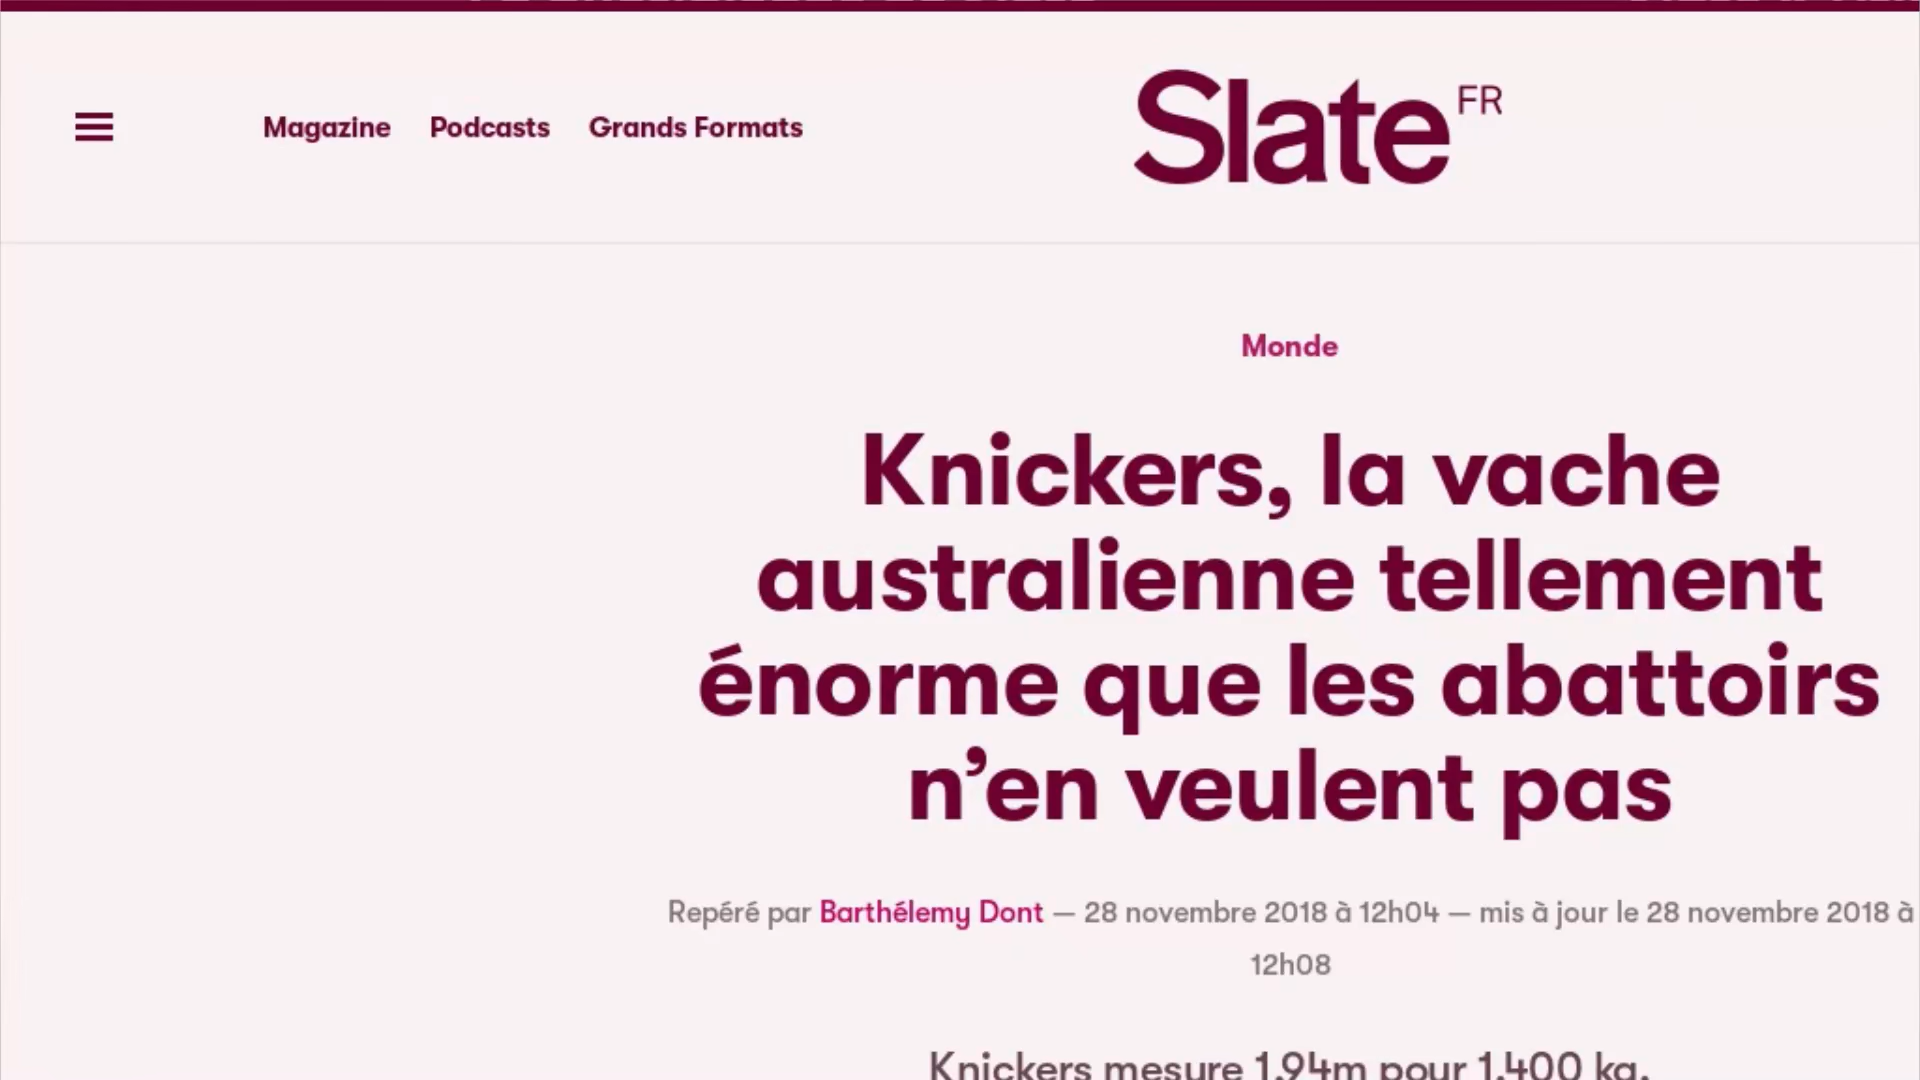 Magazine Podcasts Grands Formats
Slate FR
Monde
Knickers, la vache
australienne tellement
énorme que les abattoirs
n’en veulent pas
Repéré par Barthélemy Dont — 28 novembre 2018 à 12h04 — mis à jour le 28 novembre 2018 à
12h08
Knickers mesure 1,94m pour 1.400 kg.